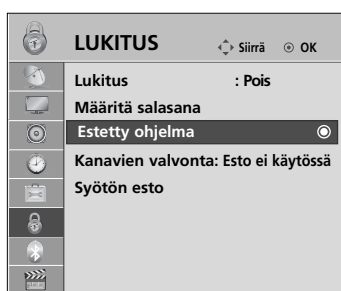 LUKITUS Siirrä OK
Lukitus : Pois
Määritä salasana
Estetty ohjelma
Kanavien valvonta: Esto ei käytössä
Syötön esto